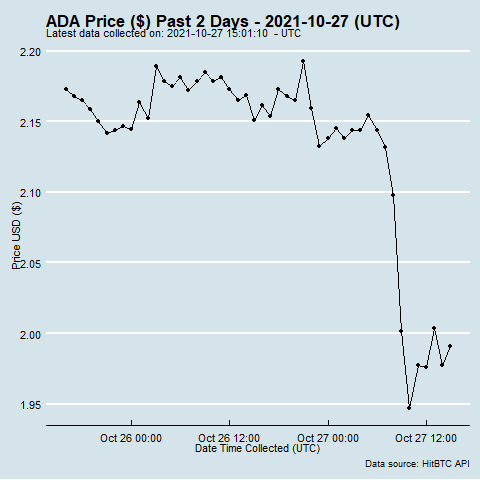 ADA Price ($) Past 2 Days - 2021-10-27 (UTC)
Latest data collected on: 2021-10-27 15:01:10 - UTC
2.20
2.15
2.10
2.05
2.00
1.95
Price USD ($)
Oct 26 00:00 Oct 26 12:00 Oct 27 00:00 Oct 27 12:00
Date Time Collected (UTC)
Data source: HitBTC API